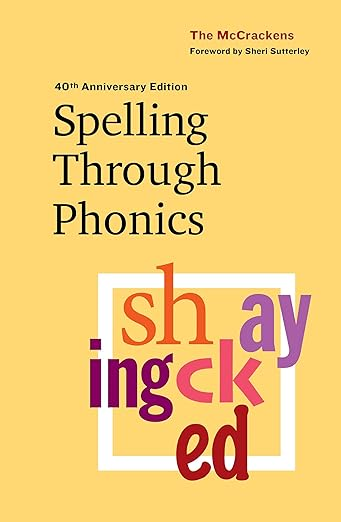 The McCrackens
Foreword by Sheri Sutterley
40th Anniversary Edition
Spelling
Through
Phonics
sh ay
ing ck
ed